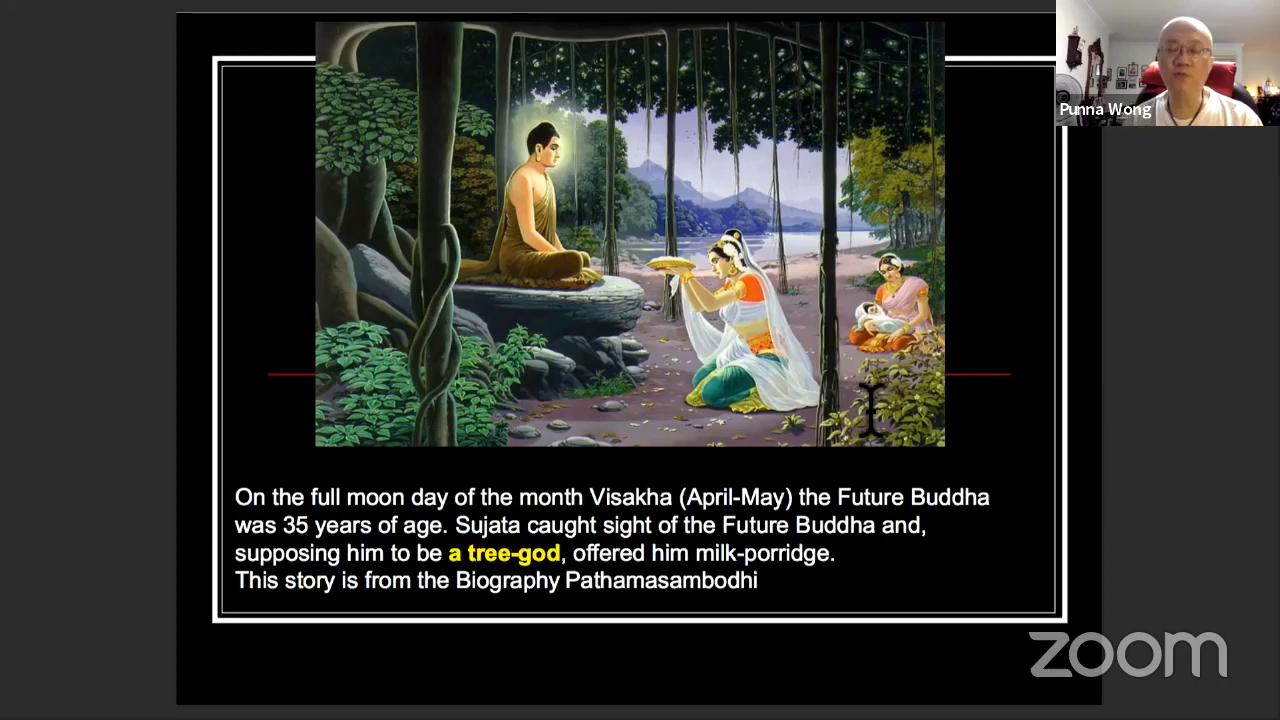 Punna Wong
On the full moon day of the month Visakha (April-May) the Future Buddha
was 35 years of age. Sujata caught sight of the Future Buddha and,
supposing him to be a tree-god, offered him milk-porridge.
This story is from the Biography Pathamasambodhi
zoom